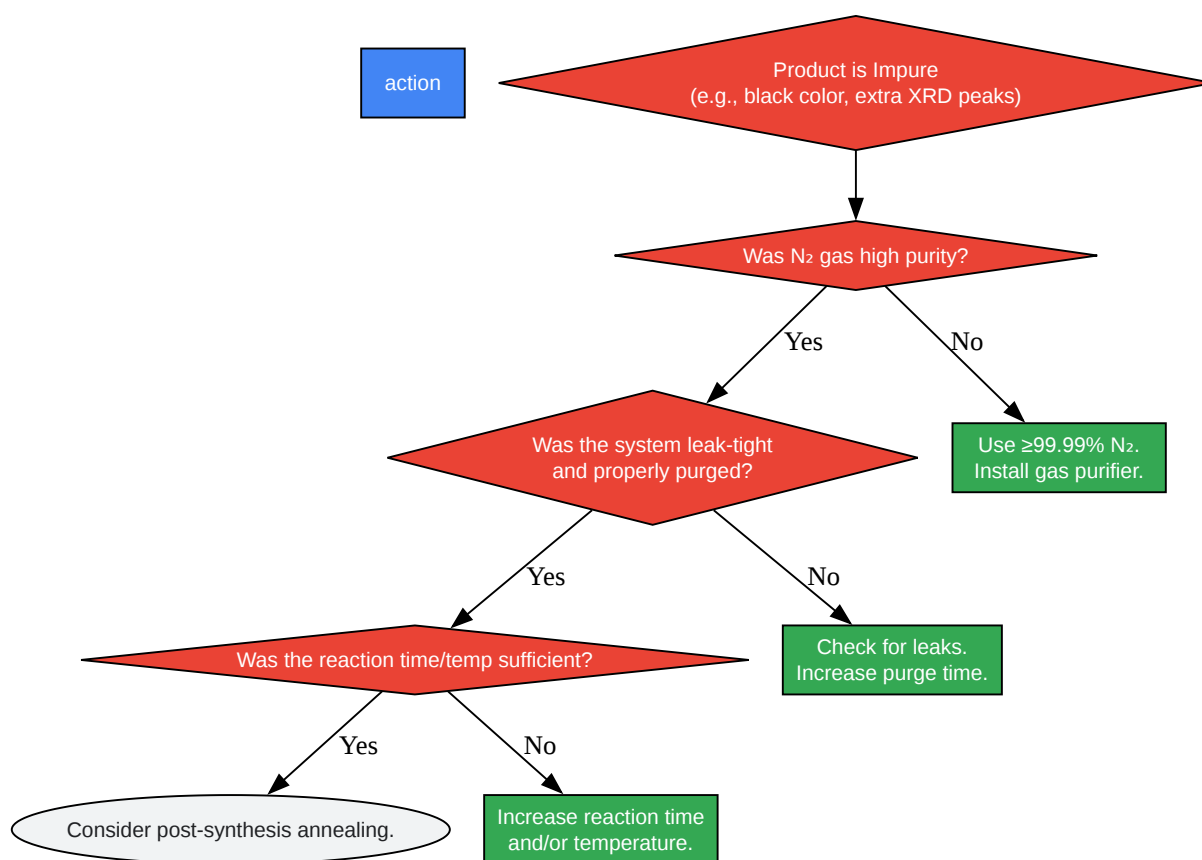 action
Product is Impure
(e.g., black color, extra XRD peaks)
Was N₂ gas high purity?
Yes
No
Was the system leak-tight
and properly purged?
Use ≥99.99% N₂.
Install gas purifier.
Yes
No
Was the reaction time/temp sufficient?
Check for leaks.
Increase purge time.
Yes
No
Consider post-synthesis annealing.
Increase reaction time
and/or temperature.